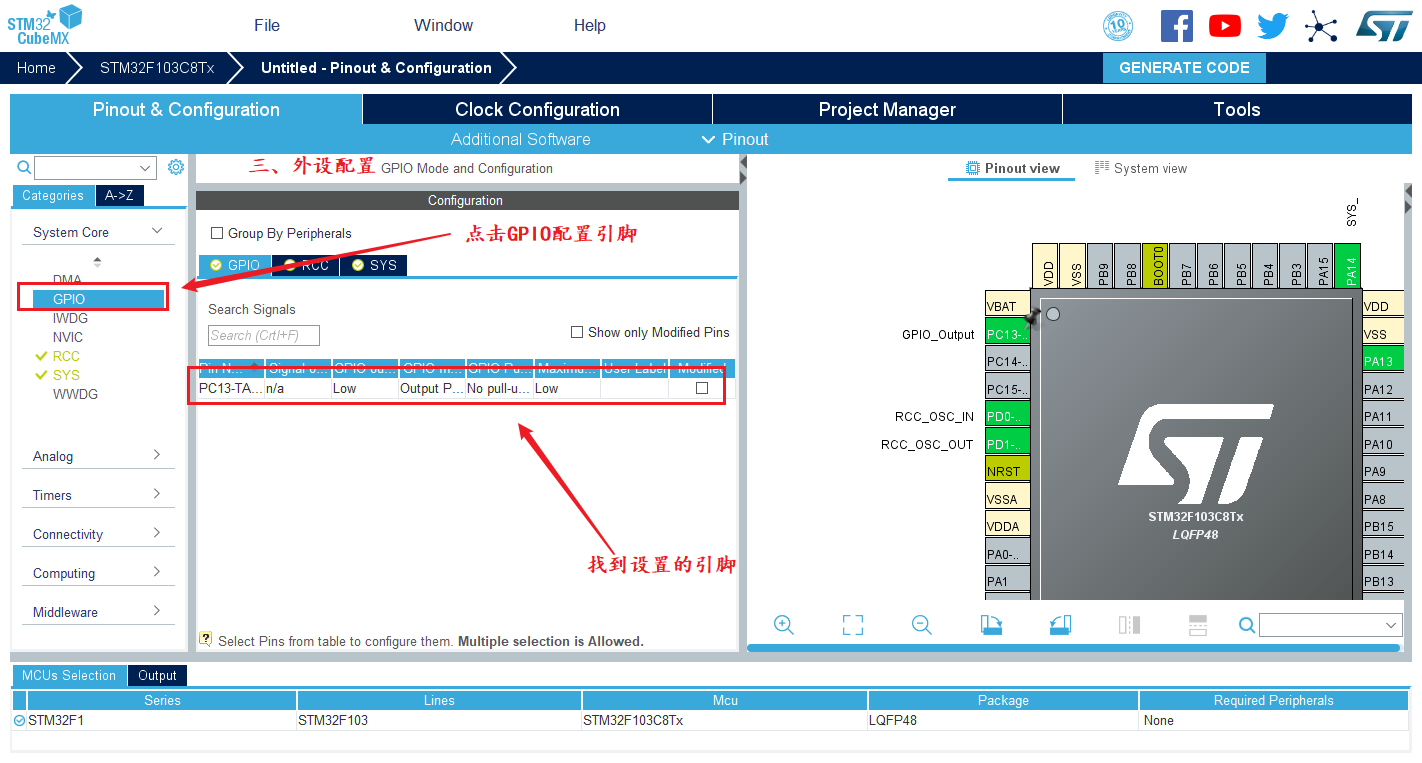 STM32
CubeMX
File
Window
Help
10
Home
STM32F103C8Tx
Untitled - Pinout & Configuration
GENERATE CODE
Pinout & Configuration
Clock Configuration
Project Manager
Tools
Additional Software
Pinout
三、外设配置 GPIO Mode and Configuration
Pinout view
System view
Categories
A->Z
Configuration
System Core
Group By Peripherals
点击GPIO配置引脚
GPIO
RCC
SYS
DMA
GPIO
IWDG
NVIC
RCC
SYS
WWDG
Search Signals
Search (Crtl+F)
Show only Modified Pins
Pin N... Signal o... GPIO ou... GPIO m... GPIO Pu... Maximu... User Label Modified
PC13-TA... n/a Low Output P... No pull-u... Low
找到设置的引脚
Analog
Timers
Connectivity
Computing
Middleware
Select Pins from table to configure them. Multiple selection is Allowed.
SYS_
VDD
VSS
PB9
PB8
BOOT0
PB7
PB6
PB5
PB4
PB3
PA15
PA14
VBAT
GPIO_Output PC13-..
PC14-..
PC15-..
RCC_OSC_IN PD0-..
RCC_OSC_OUT PD1-..
NRST
VSSA
VDDA
PA0-..
PA1
STM32F103C8Tx
LQFP48
VDD
VSS
PA13
PA12
PA11
PA10
PA9
PA8
PB15
PB14
PB13
MCUs Selection
Output
Series Lines Mcu Package Required Peripherals
STM32F1 STM32F103 STM32F103C8Tx LQFP48 None